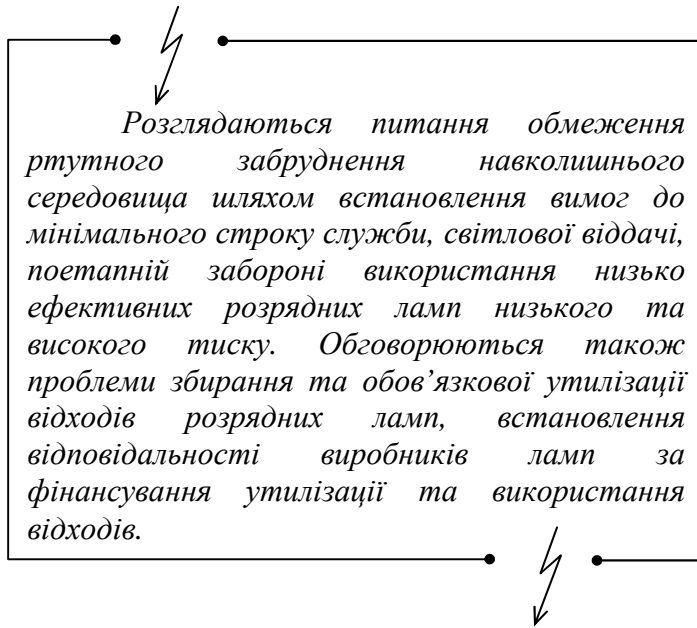 Розглядаються питання обмеження
ртутного забруднення навколишнього
середовища шляхом встановлення вимог до
мінімального строку служби, світлової віддачі,
поетапній забороні використання низько
ефективних розрядних ламп низького та
високого тиску. Обговорюються також
проблеми збирання та обов’язкової утилізації
відходів розрядних ламп, встановлення
відповідальності виробників ламп за
фінансування утилізації та використання
відходів.